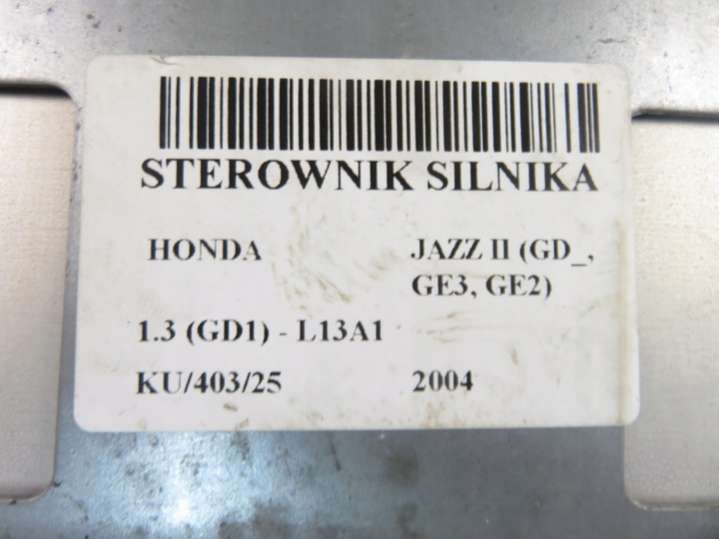 STEROWNIK SILNIKA
HONDA JAZZ II (GD_,
GE3, GE2)
1.3 (GD1) - L13A1
KU/403/25 2004